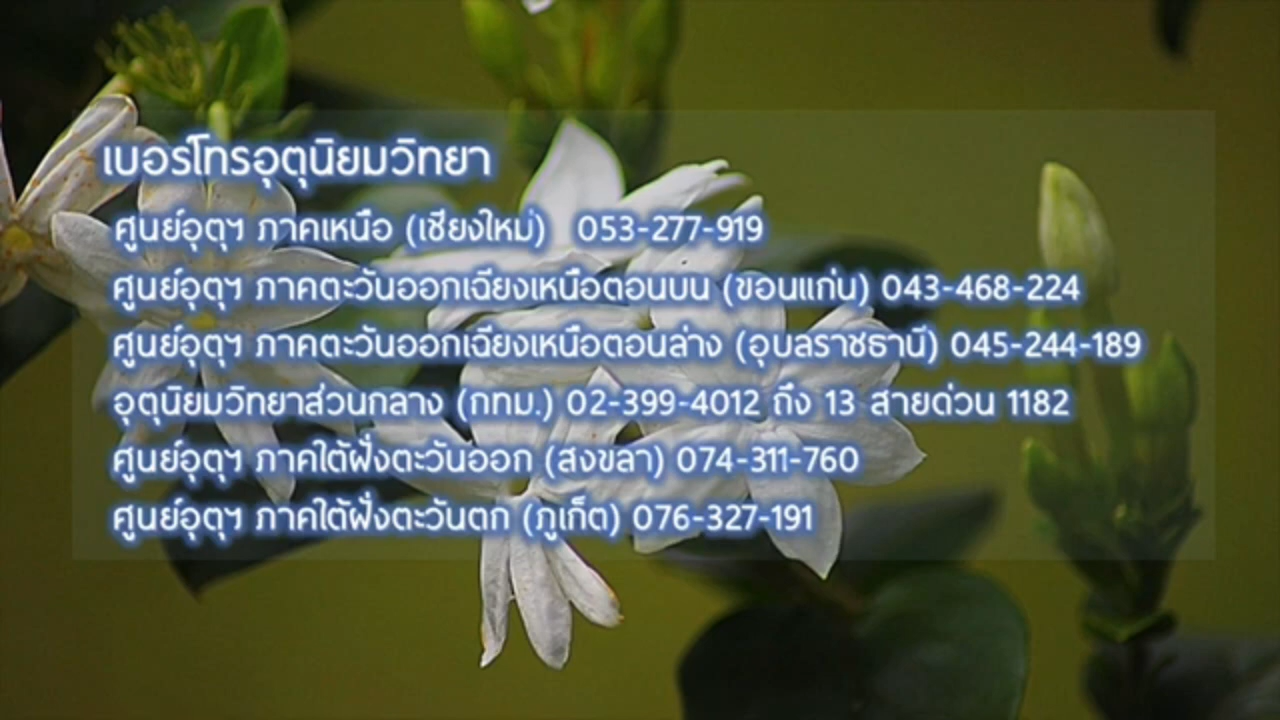 เบอร์โทรอุตุนิยมวิทยา
ศูนย์อุตุฯ ภาคเหนือ (เชียงใหม่) 053-277-919
ศูนย์อุตุฯ ภาคตะวันออกเฉียงเหนือตอนบน (ขอนแก่น) 043-468-224
ศูนย์อุตุฯ ภาคตะวันออกเฉียงเหนือตอนล่าง (อุบลราชธานี) 045-244-189
อุตุนิยมวิทยาส่วนกลาง (กทม.) 02-399-4012 ถึง 13 สายด่วน 1182
ศูนย์อุตุฯ ภาคใต้ฝั่งตะวันออก (สงขลา) 074-311-760
ศูนย์อุตุฯ ภาคใต้ฝั่งตะวันตก (ภูเก็ต) 076-327-191